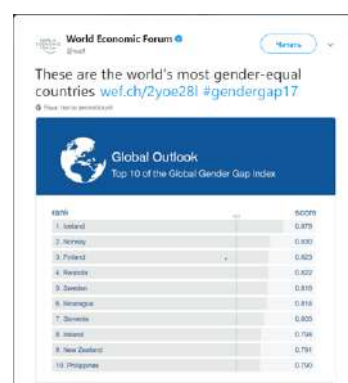 World Economic Forum
@wef
Читать
These are the world's most gender-equal
countries wef.ch/2yoe28l #gendergap17
Global Outlook
Top 10 of the Global Gender Gap Index
rank score
1. Iceland 0.878
2. Norway 0.830
3. Finland 0.823
4. Rwanda 0.822
5. Sweden 0.816
6. Nicaragua 0.814
7. Slovenia 0.805
8. Ireland 0.794
9. New Zealand 0.791
10. Philippines 0.790